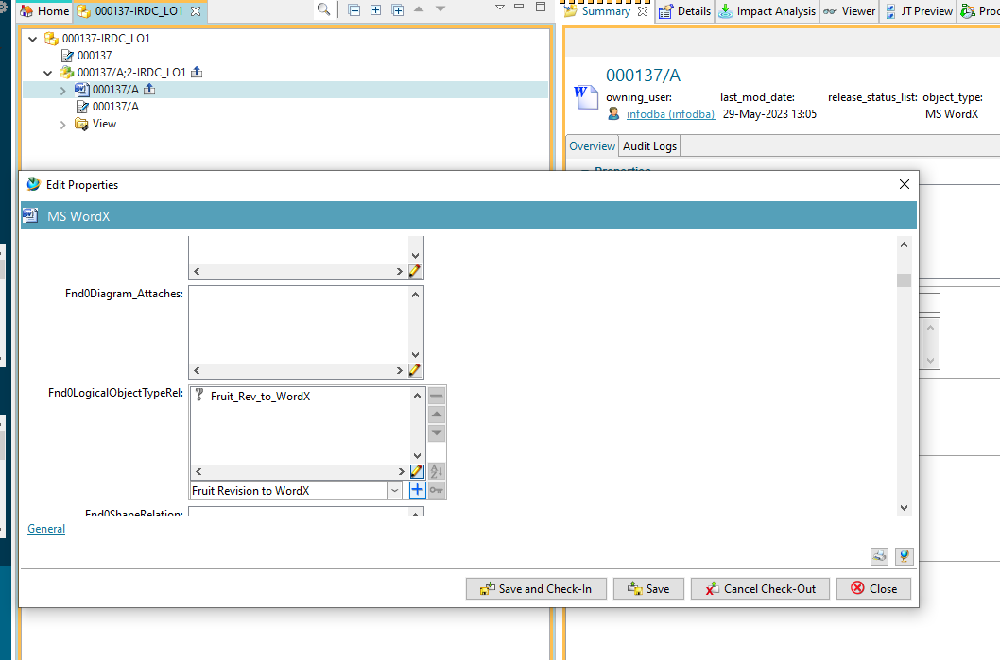 Home
000137-IRDC_LO1
Summary
Details
Impact Analysis
Viewer
JT Preview
000137-IRDC_LO1
000137
000137/A;2-IRDC_LO1
000137/A
000137/A
View
000137/A
owning_user:
last_mod_date:
release_status_list:
object_type:
infodba (infodba)
29-May-2023 13:05
MS WordX
Overview
Audit Logs
Properties
Edit Properties
MS WordX
Fnd0Diagram_Attaches:
Fnd0LogicalObjectTypeRel:
Fruit_Rev_to_WordX
Fruit Revision to WordX
Fnd0ShapeRelation:
General
Save and Check-In
Save
Cancel Check-Out
Close